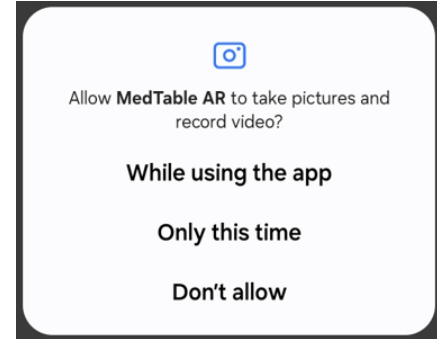 Allow MedTable AR to take pictures and
record video?
While using the app
Only this time
Don't allow